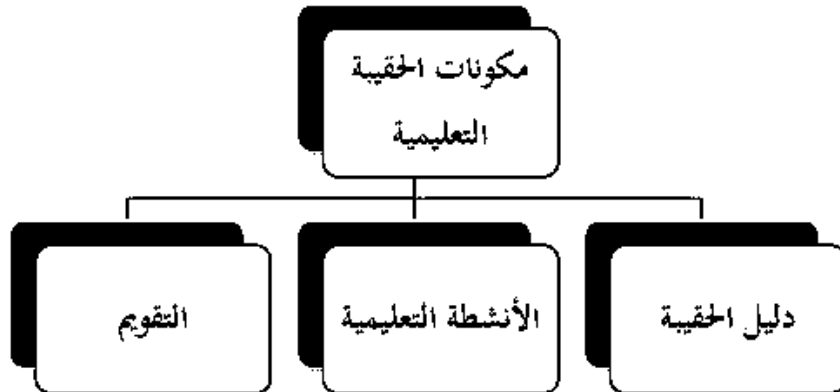 مكونات الحقيبة
التعليمية
دليل الحقيبة
الأنشطة التعليمية
التقويم